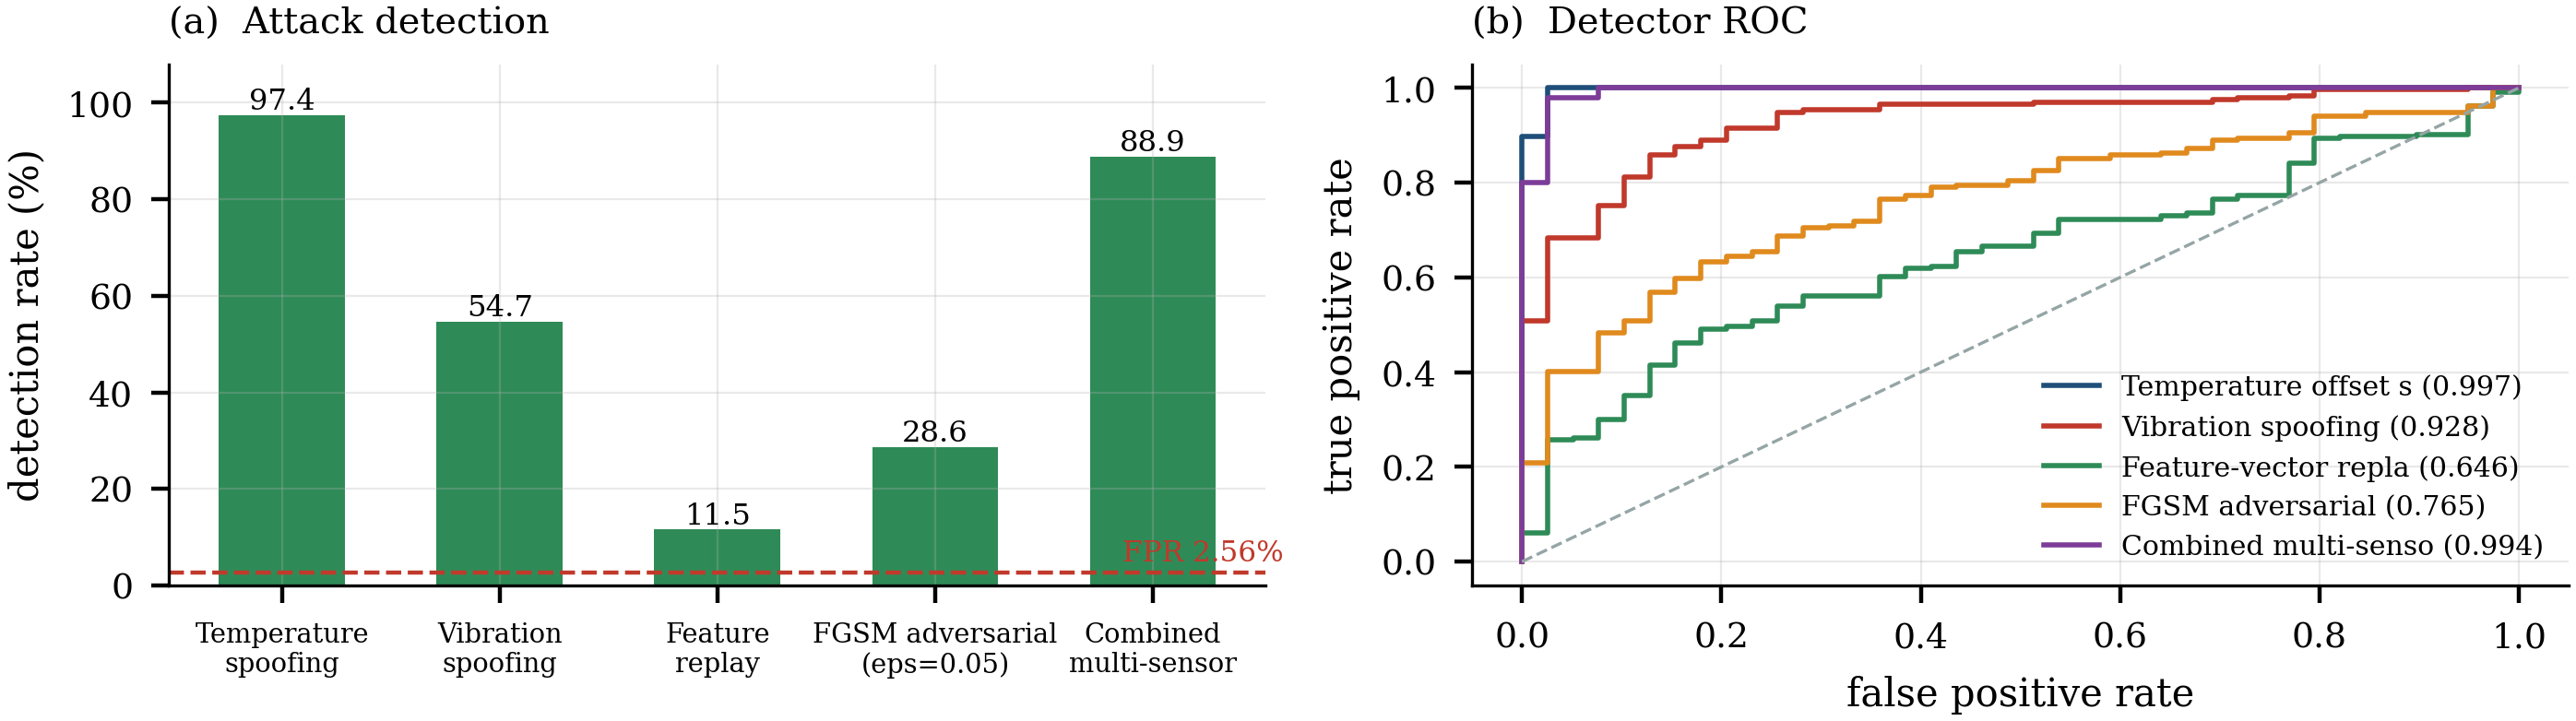 (a)  Attack detection
detection rate (%)
100
80
60
40
20
0
97.4
54.7
11.5
28.6
88.9
FPR 2.56%
Temperature
spoofing
Vibration
spoofing
Feature
replay
FGSM adversarial
(eps=0.05)
Combined
multi-sensor
(b)  Detector ROC
true positive rate
1.0
0.8
0.6
0.4
0.2
0.0
Temperature offset s (0.997)
Vibration spoofing (0.928)
Feature-vector repla (0.646)
FGSM adversarial (0.765)
Combined multi-senso (0.994)
0.0
0.2
0.4
0.6
0.8
1.0
false positive rate